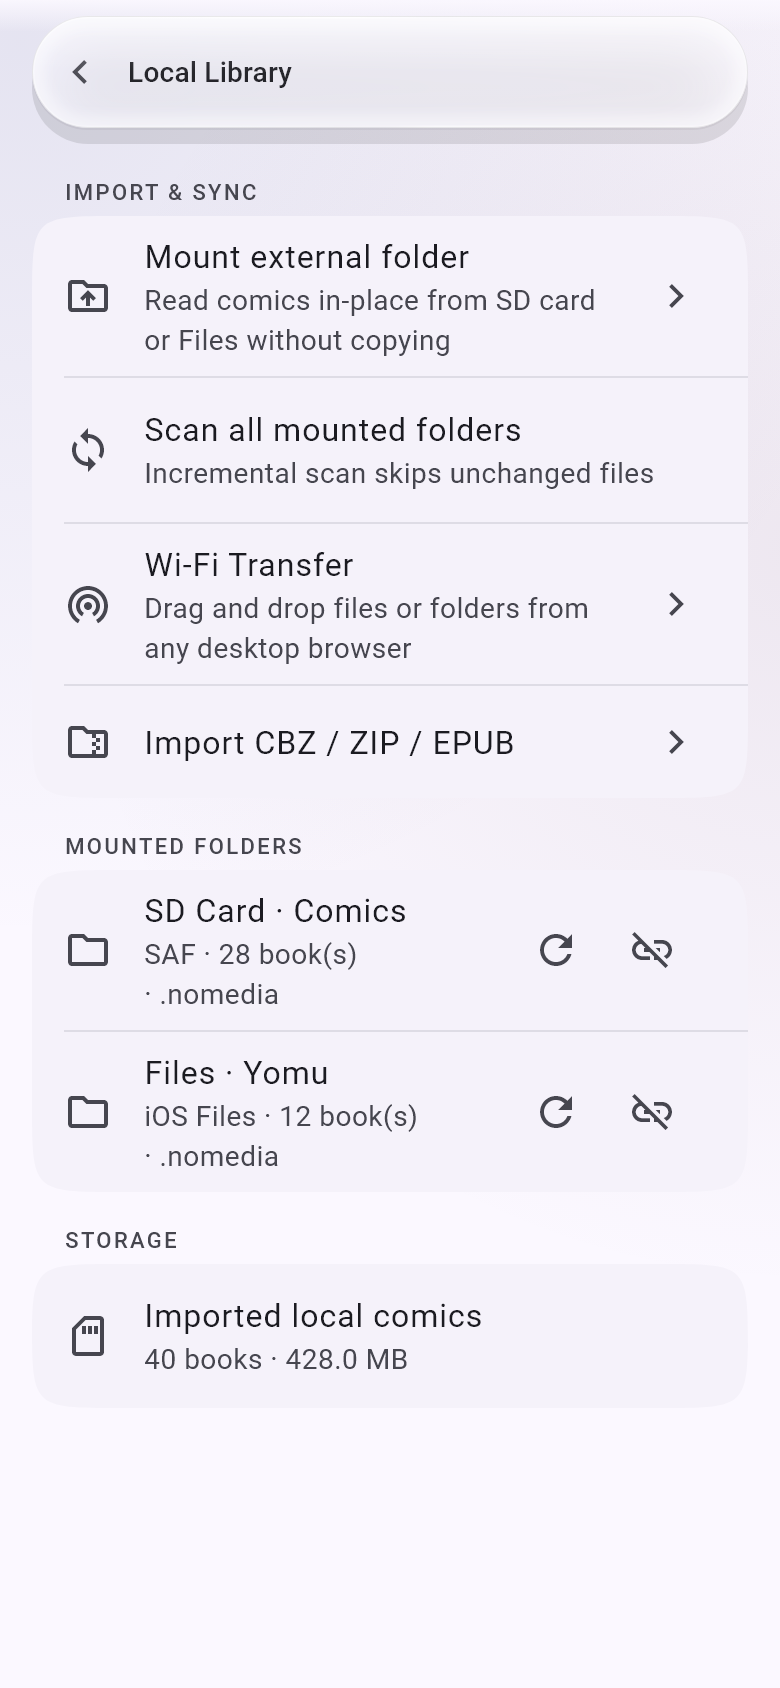 Local Library
IMPORT & SYNC
Mount external folder
Read comics in-place from SD card
or Files without copying
Scan all mounted folders
Incremental scan skips unchanged files
Wi-Fi Transfer
Drag and drop files or folders from
any desktop browser
Import CBZ / ZIP / EPUB
MOUNTED FOLDERS
SD Card · Comics
SAF · 28 book(s)
· .nomedia
Files · Yomu
iOS Files · 12 book(s)
· .nomedia
STORAGE
Imported local comics
40 books · 428.0 MB